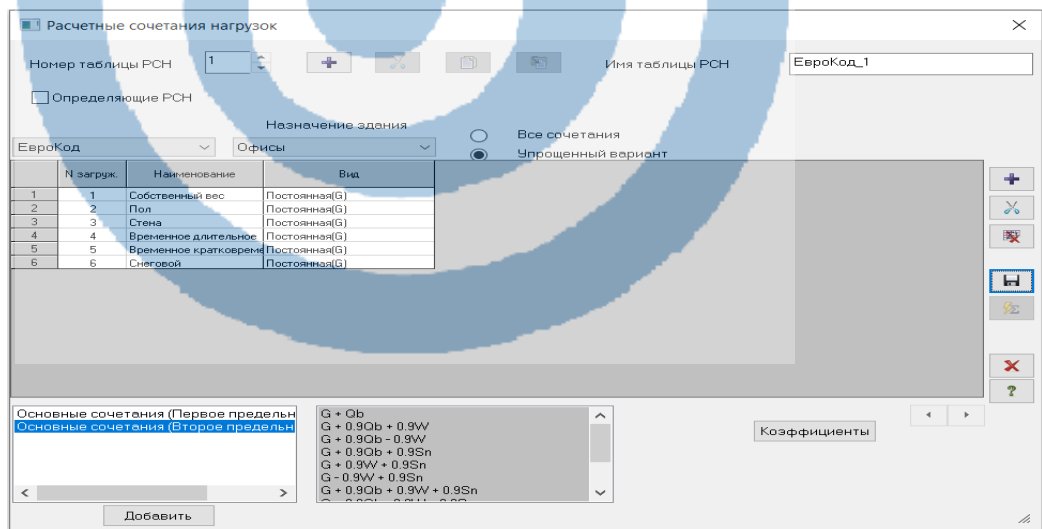 Расчетные сочетания нагрузок
Номер таблицы РСН 1 Имя таблицы РСН ЕвроКод_1
Определяющие РСН
Назначение здания
ЕвроКод Офисы
Все сочетания
Упрощенный вариант
N загруж. Наименование Вид
1 1 Собственный вес Постоянная(G)
2 2 Пол Постоянная(G)
3 3 Стена Постоянная(G)
4 4 Временное длительное Постоянная(G)
5 5 Временное кратковреме Постоянная(G)
6 6 Снеговой Постоянная(G)
Основные сочетания (Первое предельн
Основные сочетания (Второе предельн
G + Qb
G + 0.9Qb + 0.9W
G + 0.9Qb - 0.9W
G + 0.9Qb + 0.9Sn
G + 0.9W + 0.9Sn
G - 0.9W + 0.9Sn
G + 0.9Qb + 0.9W + 0.9Sn
Коэффициенты
Добавить